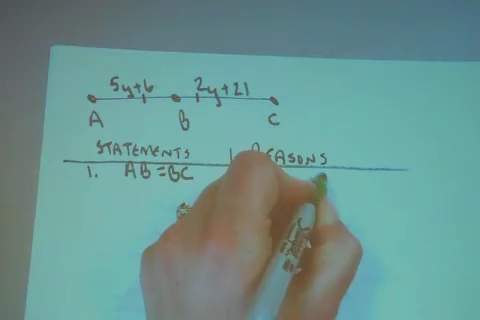 5y+6 2y+21
A B C
STATEMENTS REASONS
1. AB = BC